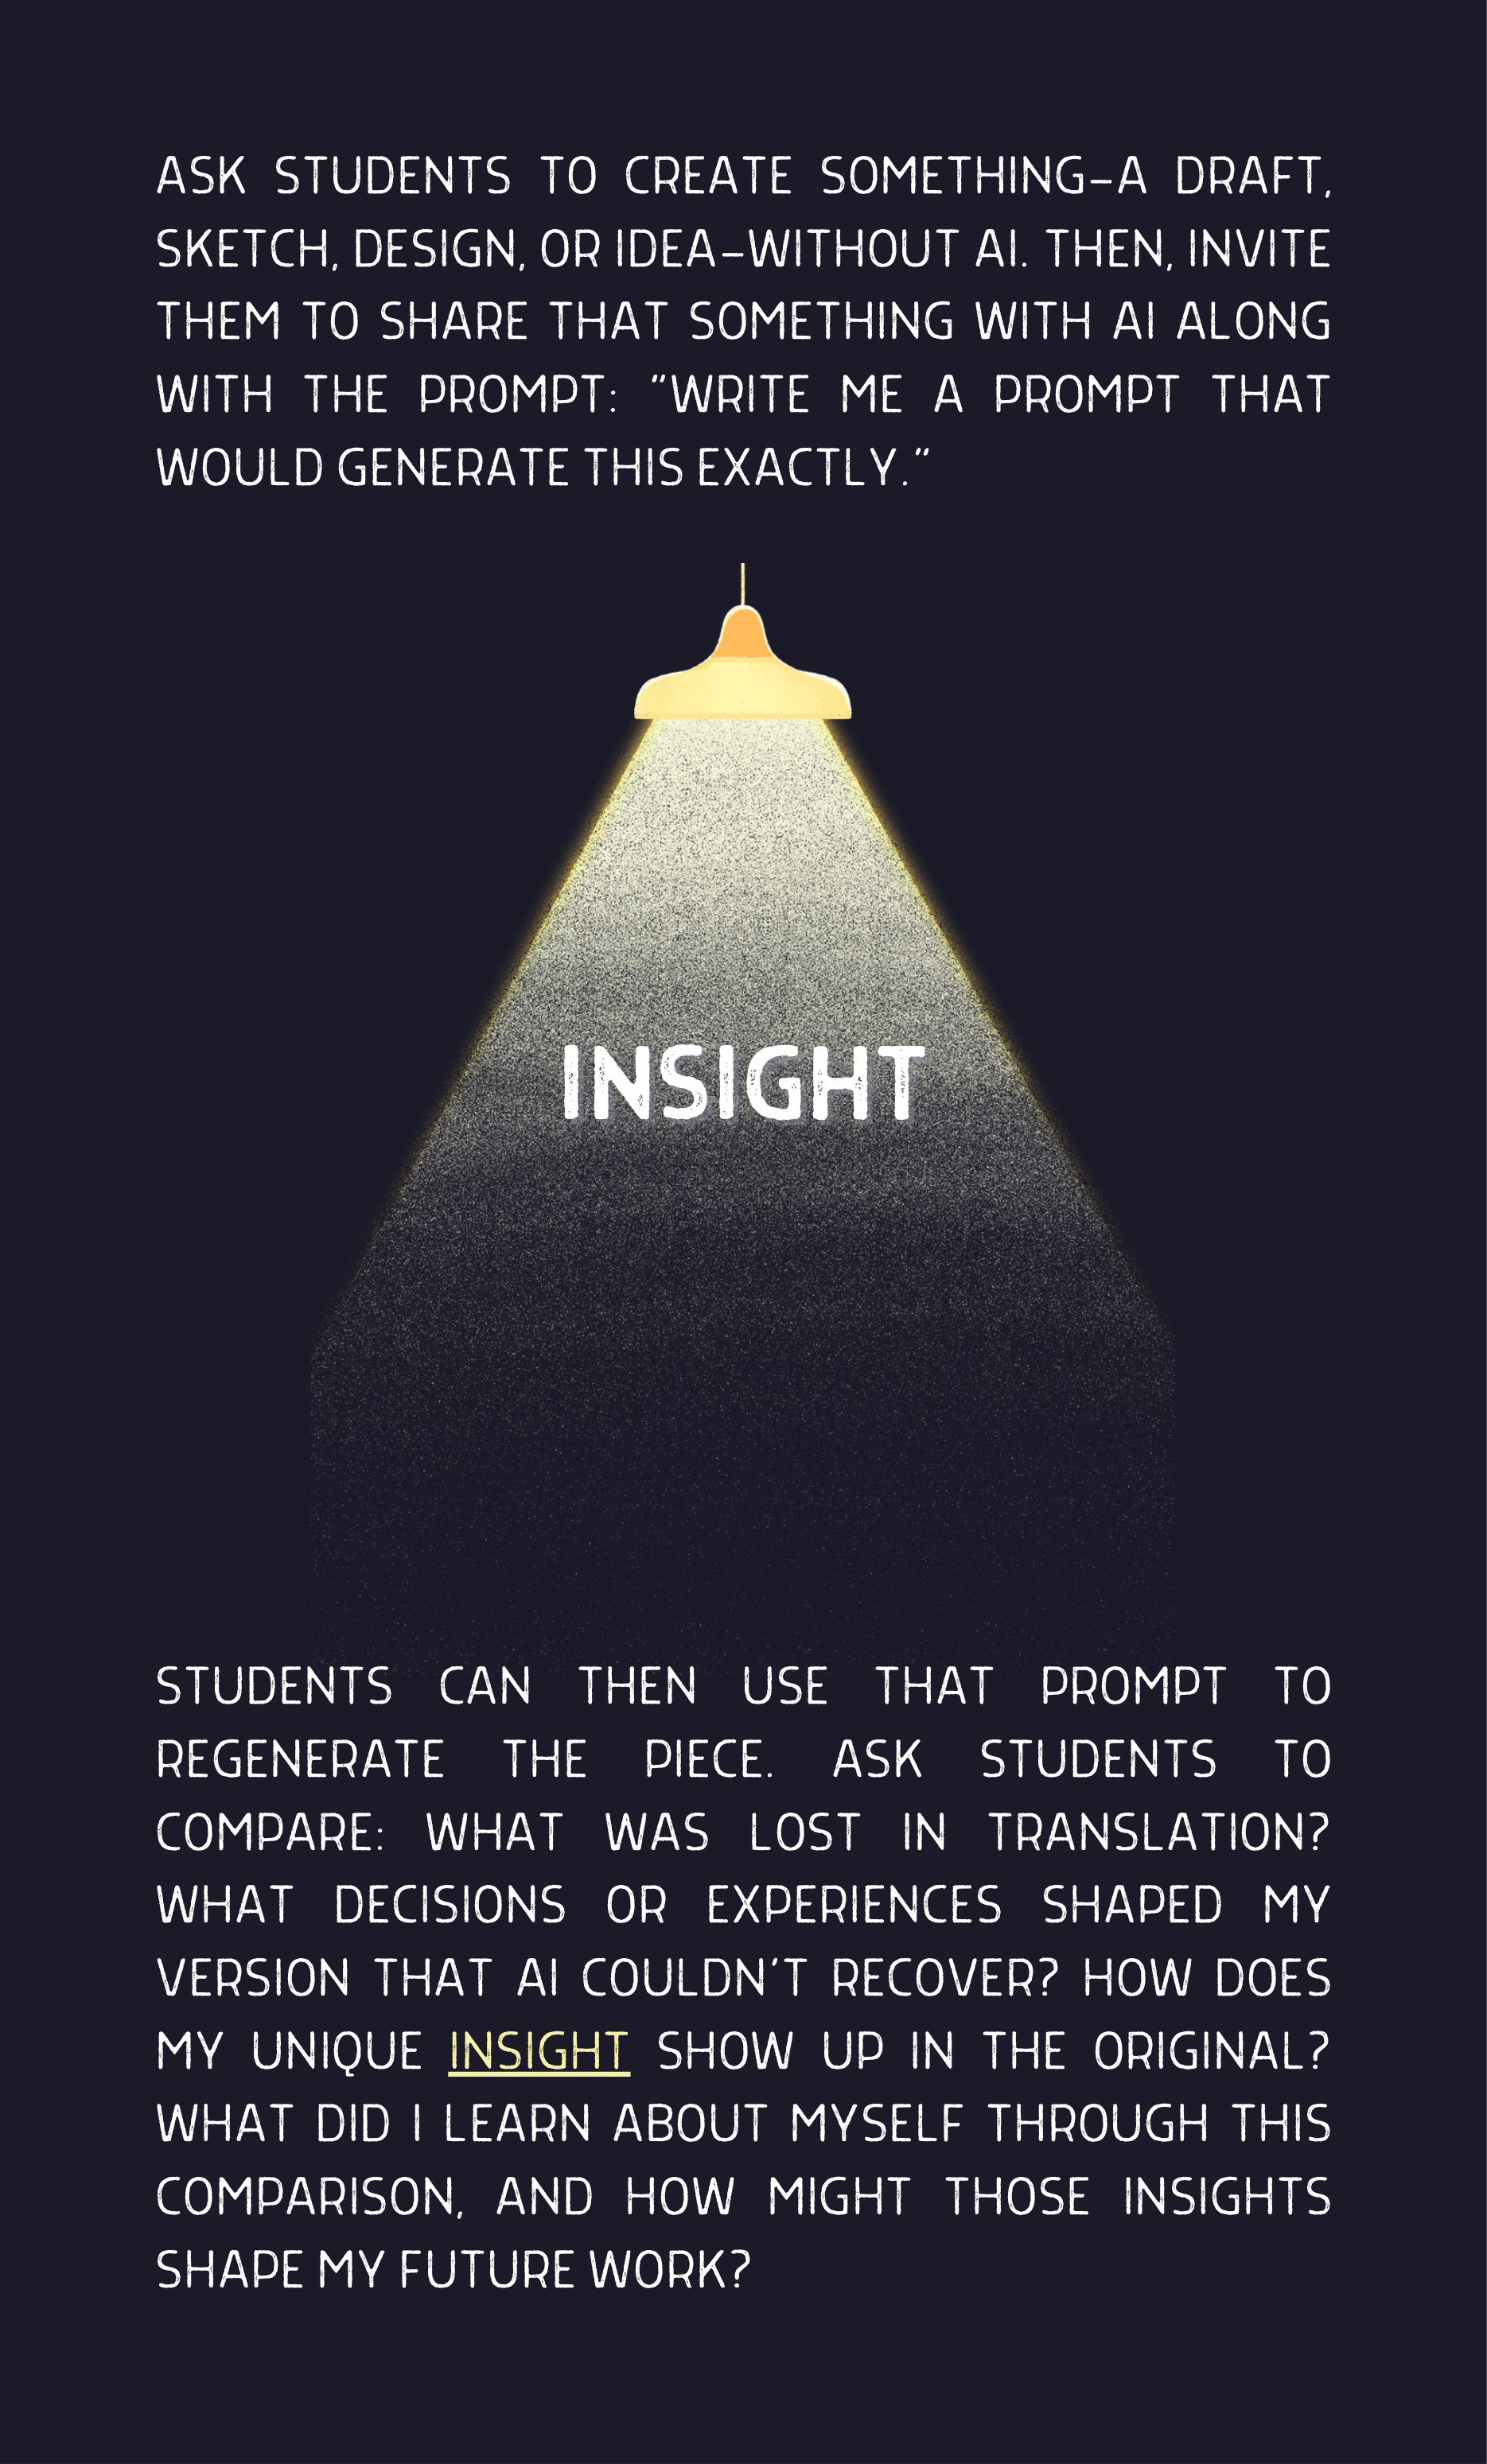 ASK STUDENTS TO CREATE SOMETHING–A DRAFT,
SKETCH, DESIGN, OR IDEA–WITHOUT AI. THEN, INVITE
THEM TO SHARE THAT SOMETHING WITH AI ALONG
WITH THE PROMPT: “WRITE ME A PROMPT THAT
WOULD GENERATE THIS EXACTLY.”
INSIGHT
STUDENTS CAN THEN USE THAT PROMPT TO
REGENERATE THE PIECE. ASK STUDENTS TO
COMPARE: WHAT WAS LOST IN TRANSLATION?
WHAT DECISIONS OR EXPERIENCES SHAPED MY
VERSION THAT AI COULDN’T RECOVER? HOW DOES
MY UNIQUE INSIGHT SHOW UP IN THE ORIGINAL?
WHAT DID I LEARN ABOUT MYSELF THROUGH THIS
COMPARISON, AND HOW MIGHT THOSE INSIGHTS
SHAPE MY FUTURE WORK?